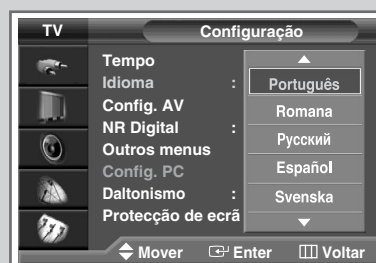 TV Configuração
Tempo
Idioma : Português
Config. AV Romana
NR Digital : Русский
Outros menus
Config. PC Español
Daltonismo : Svenska
Protecção de ecrã
Mover Enter Voltar